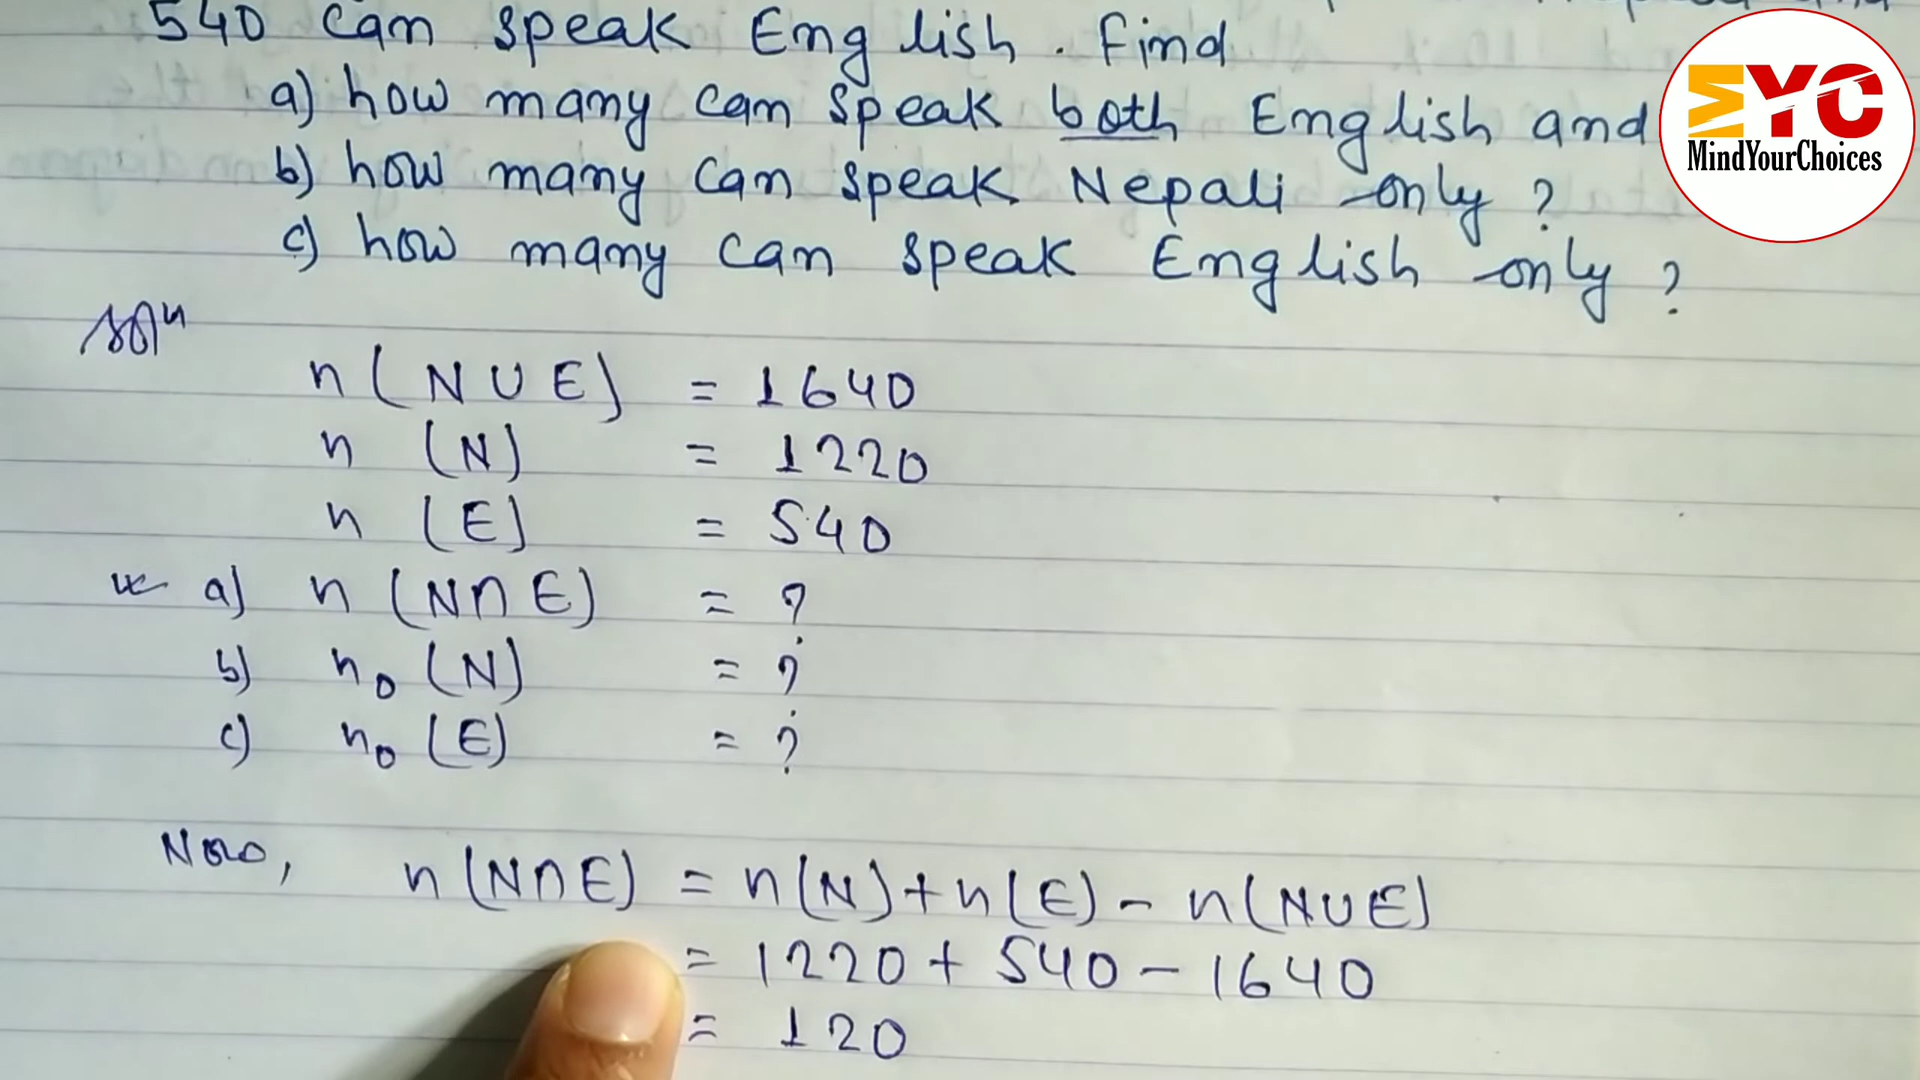 540 can speak English. Find
a) how many can speak both English and
b) how many can speak Nepali only?
c) how many can speak English only?
MYC
MindYourChoices
Soln
n(N∪E) = 1640
n (N) = 1220
n (E) = 540
a) n (N∩E) = ?
b) n₀ (N) = ?
c) n₀ (E) = ?
Now, n(N∩E) = n(N)+n(E)- n(N∪E)
= 1220 + 540 - 1640
= 120